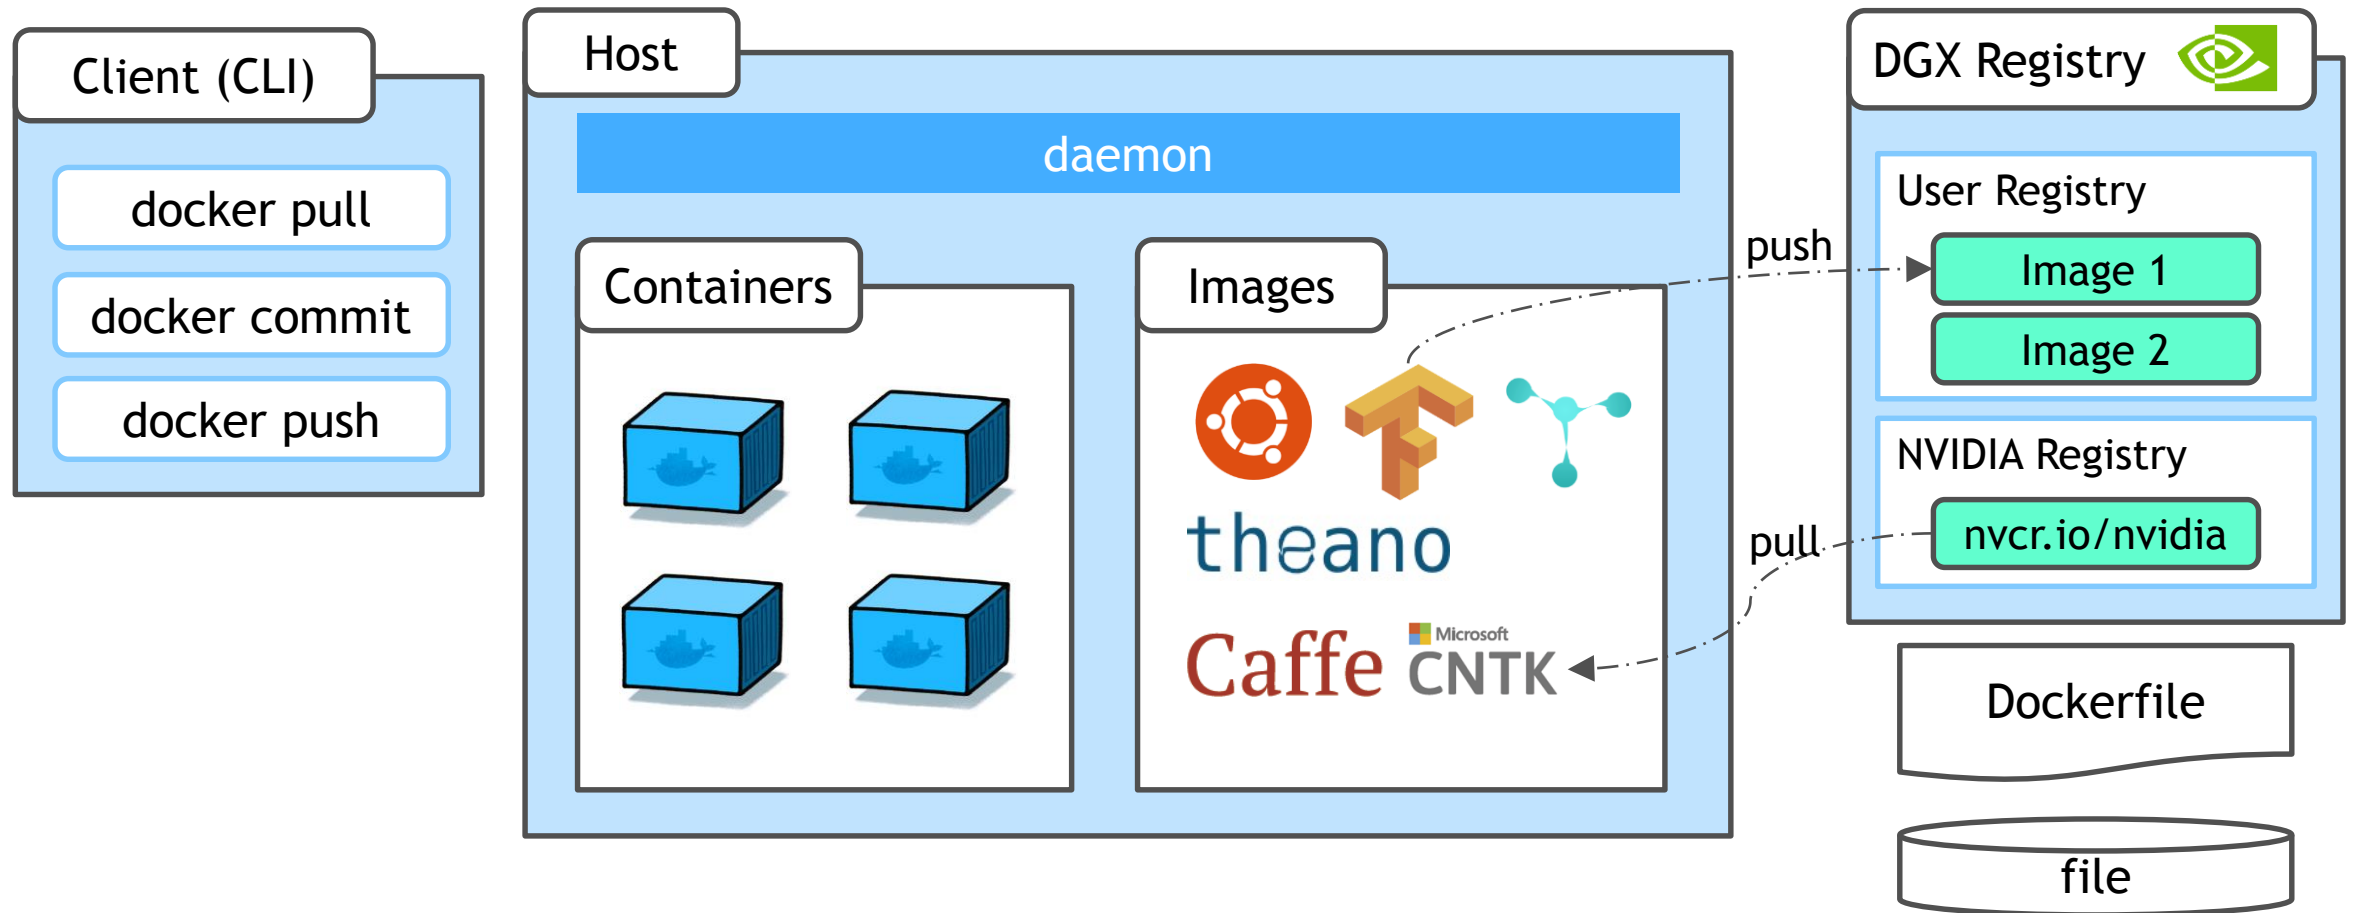 Client (CLI)
docker pull
docker commit
docker push
Host
daemon
Containers
Images
theano
Caffe
Microsoft
CNTK
push
pull
DGX Registry
User Registry
Image 1
Image 2
NVIDIA Registry
nvcr.io/nvidia
Dockerfile
file